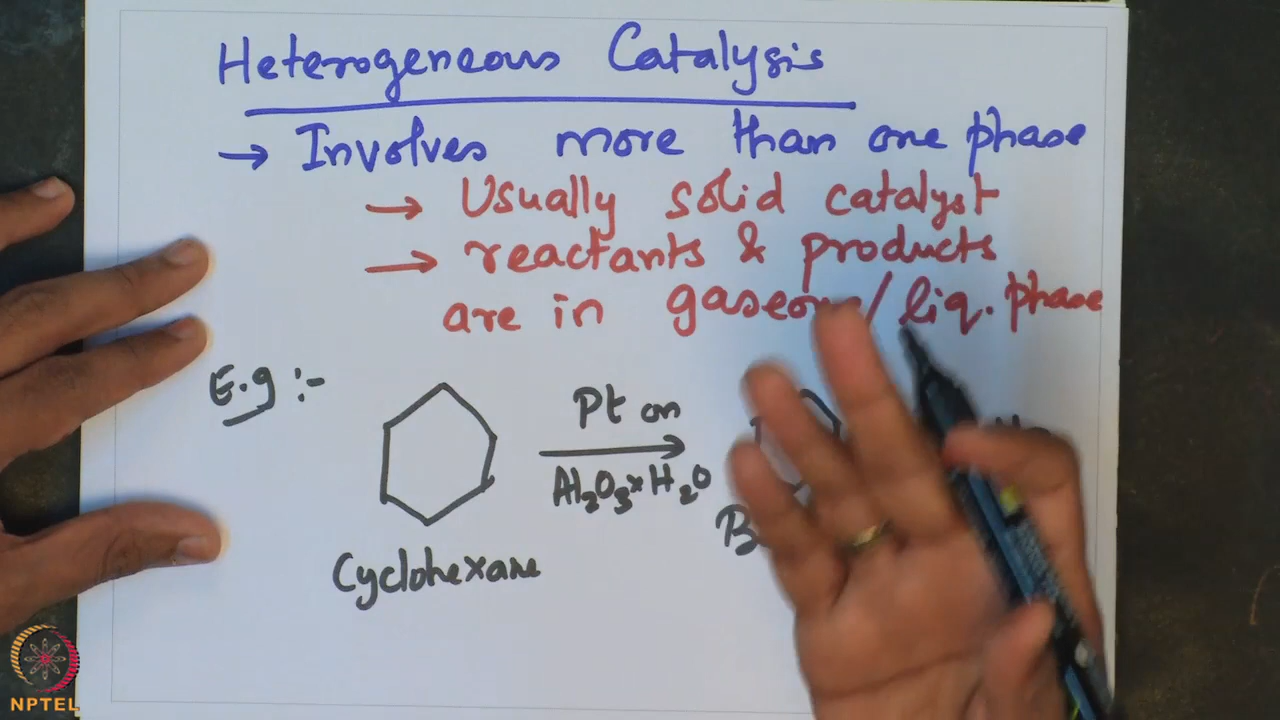 Heterogeneous Catalysis
→ Involves more than one phase
→ Usually solid catalyst
→ reactants & products
are in / liq. phase
E.g :-
Pt on
Al₂O₃xH₂O
Cyclohexane
NPTEL